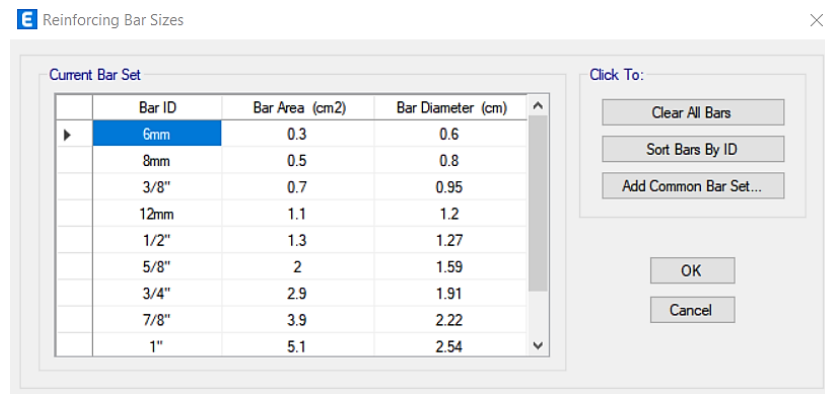 E Reinforcing Bar Sizes
Current Bar Set
Bar ID Bar Area (cm2) Bar Diameter (cm)
6mm 0.3 0.6
8mm 0.5 0.8
3/8" 0.7 0.95
12mm 1.1 1.2
1/2" 1.3 1.27
5/8" 2 1.59
3/4" 2.9 1.91
7/8" 3.9 2.22
1" 5.1 2.54
Click To:
Clear All Bars
Sort Bars By ID
Add Common Bar Set...
OK
Cancel